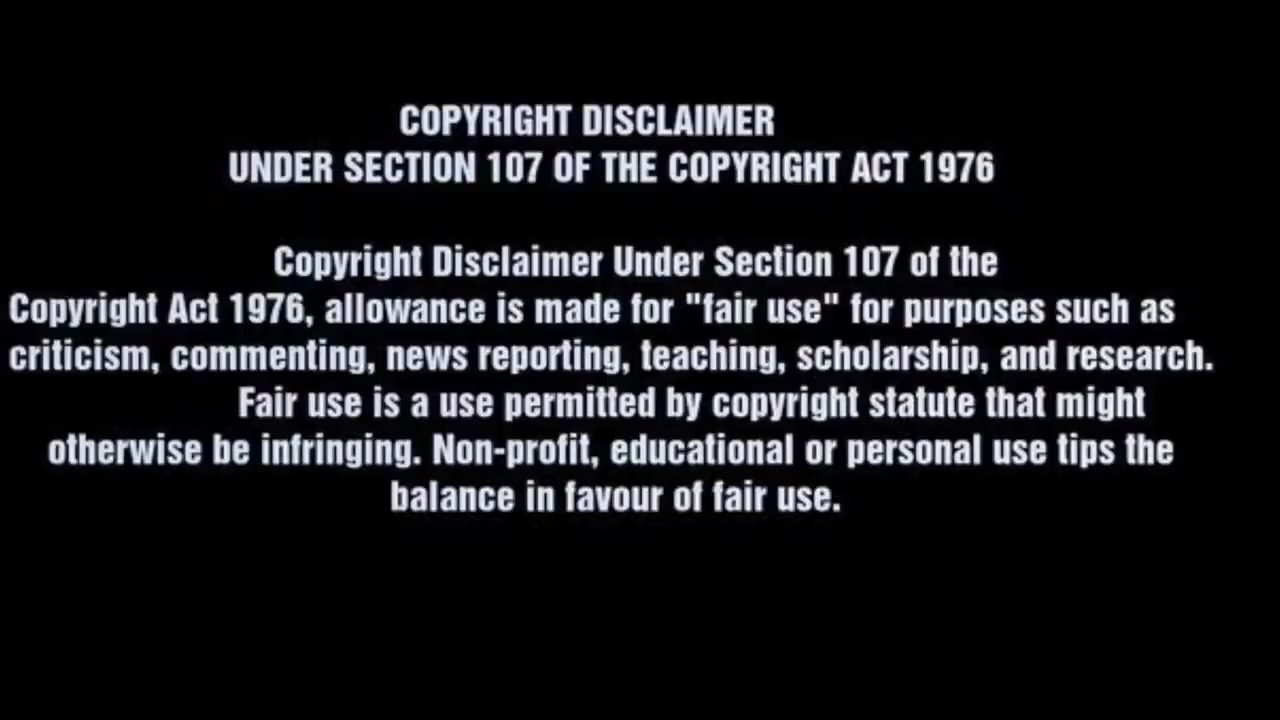 COPYRIGHT DISCLAIMER
UNDER SECTION 107 OF THE COPYRIGHT ACT 1976
Copyright Disclaimer Under Section 107 of the
Copyright Act 1976, allowance is made for "fair use" for purposes such as
criticism, commenting, news reporting, teaching, scholarship, and research.
Fair use is a use permitted by copyright statute that might
otherwise be infringing. Non-profit, educational or personal use tips the
balance in favour of fair use.